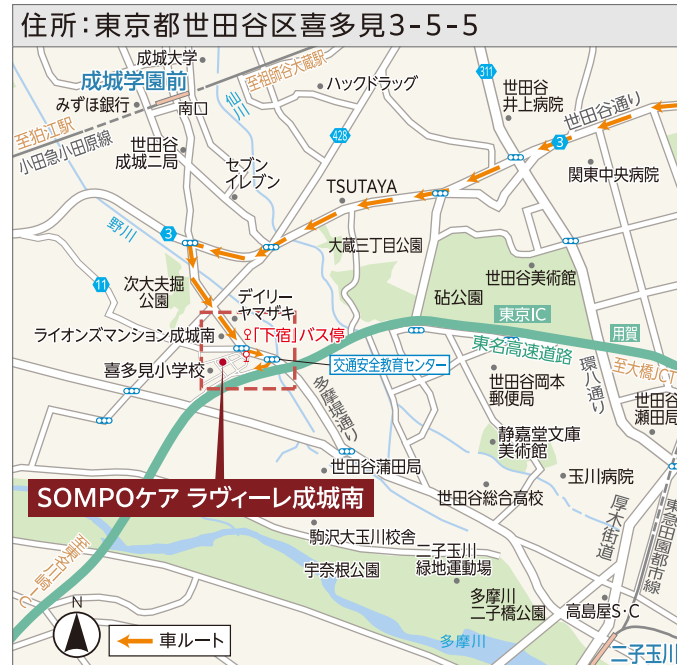 住所：東京都世田谷区喜多見3-5-5
成城大学
至祖師谷大蔵駅
成城学園前
みずほ銀行
南口
仙川
ハックドラッグ
311
世田谷
井上病院
世田谷通り
至狛江駅
小田急小田原線
世田谷
成城二局
428
3
セブン
イレブン
TSUTAYA
関東中央病院
野川
3
大蔵三丁目公園
11
次大夫堀
公園
世田谷美術館
砧公園
デイリー
ヤマザキ
東京IC
用賀
ライオンズマンション成城南
「下宿」バス停
東名高速道路
交通安全教育センター
環八通り
至大橋JCT
喜多見小学校
多摩堤通り
世田谷岡本
郵便局
世田谷
瀬田局
静嘉堂文庫
美術館
世田谷蒲田局
玉川病院
SOMPOケア ラヴィーレ成城南
世田谷総合高校
厚木街道
東急田園都市線
駒沢大玉川校舎
至東名川崎IC
宇奈根公園
二子玉川
緑地運動場
多摩川
二子橋公園
高島屋S・C
N
車ルート
多摩川
二子玉川